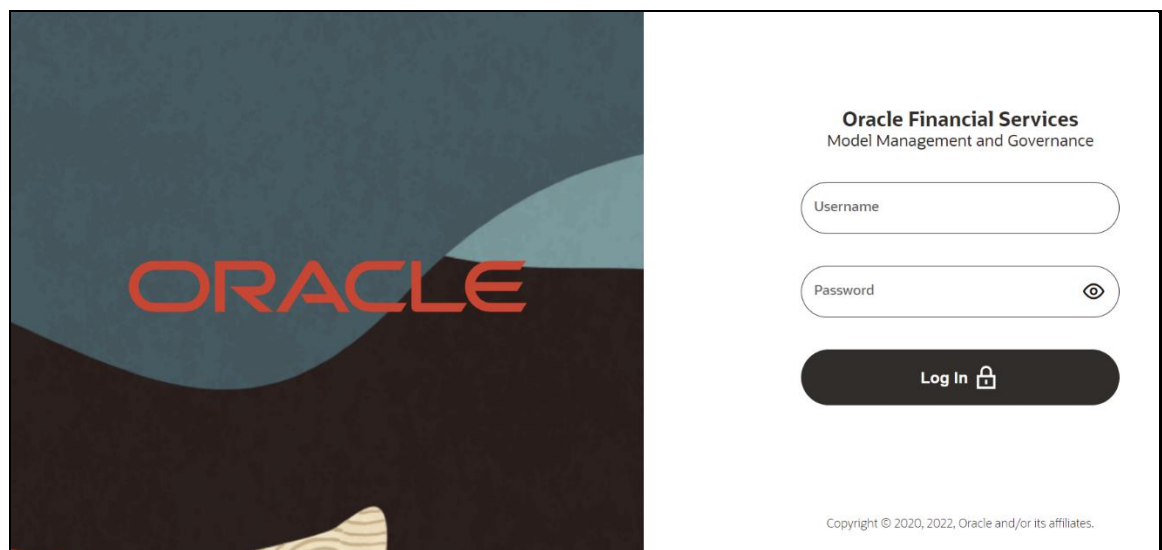 ORACLE
Oracle Financial Services
Model Management and Governance
Username
Password
Log In
Copyright © 2020, 2022, Oracle and/or its affiliates.